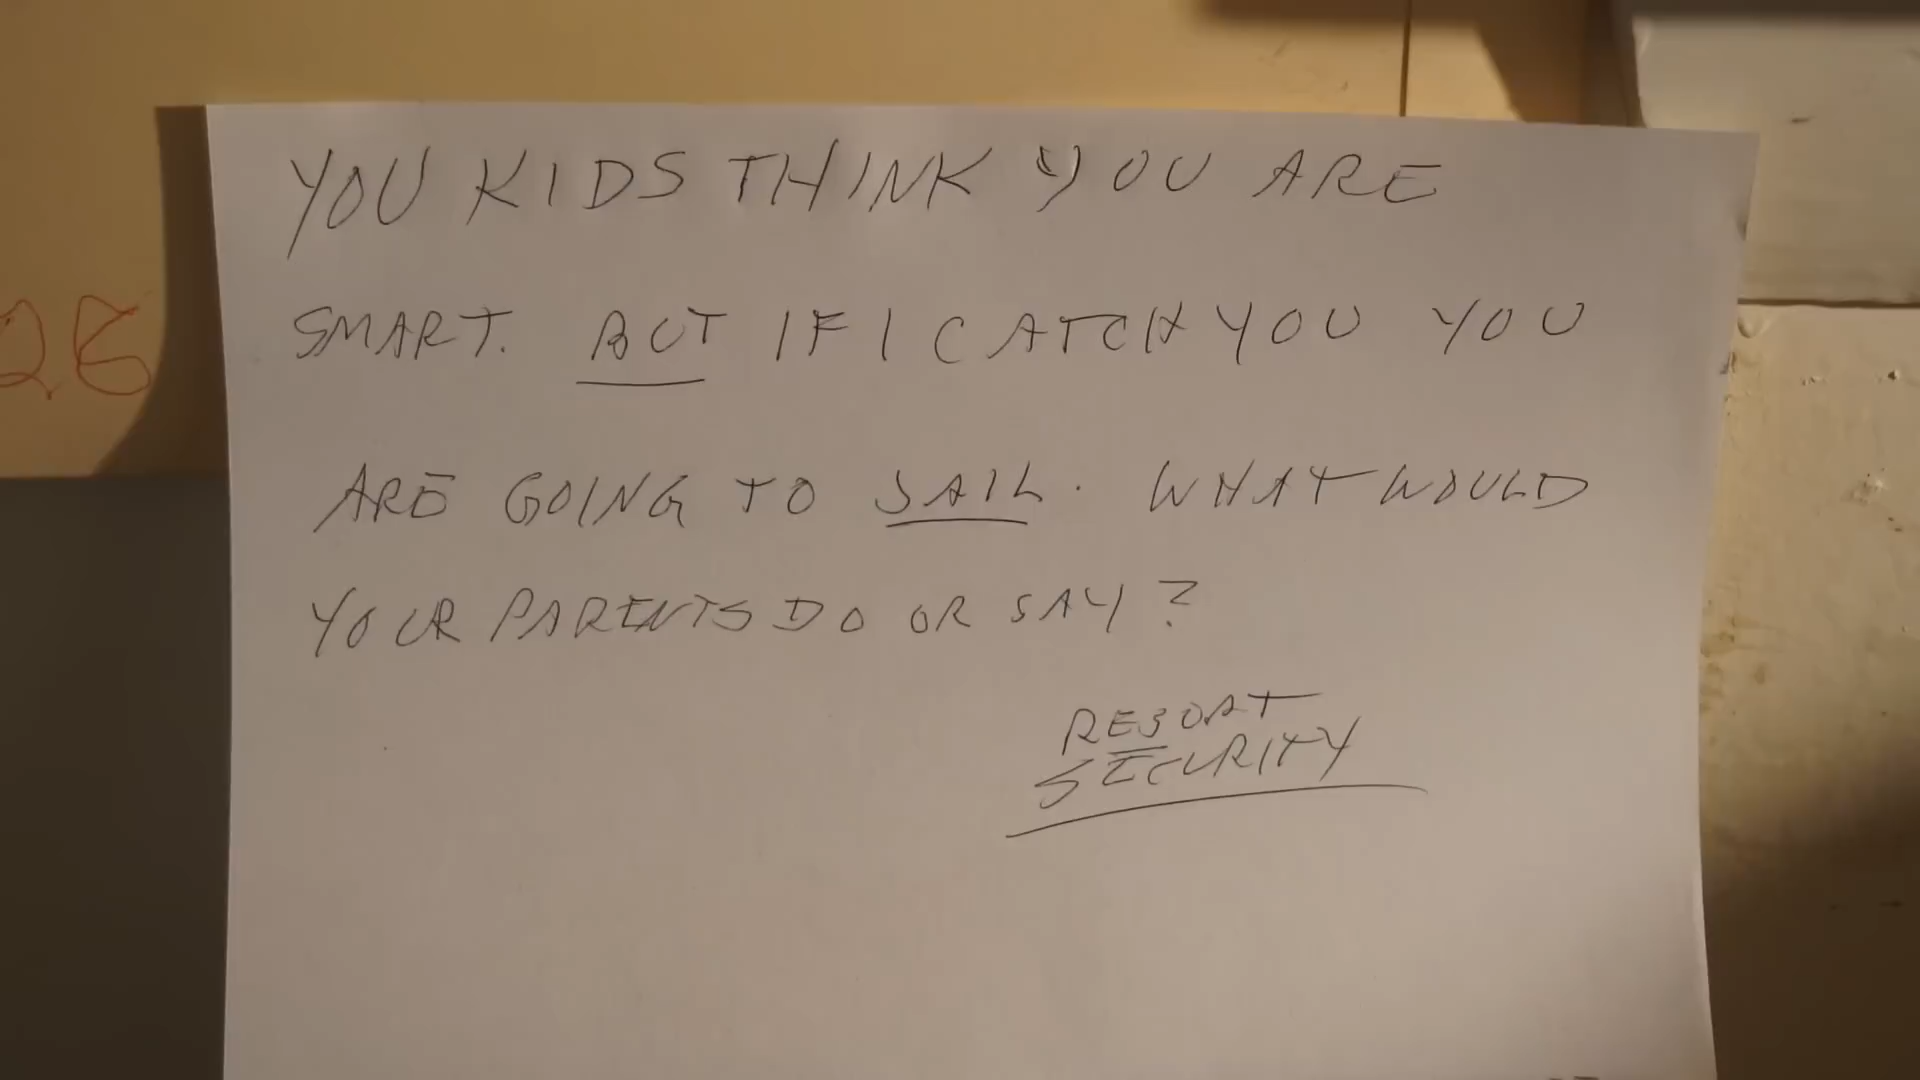 28
YOU KIDS THINK YOU ARE
SMART. BUT IF I CATCH YOU YOU
ARE GOING TO JAIL. WHAT WOULD
YOUR PARENTS DO OR SAY?
RESORT
SECURITY